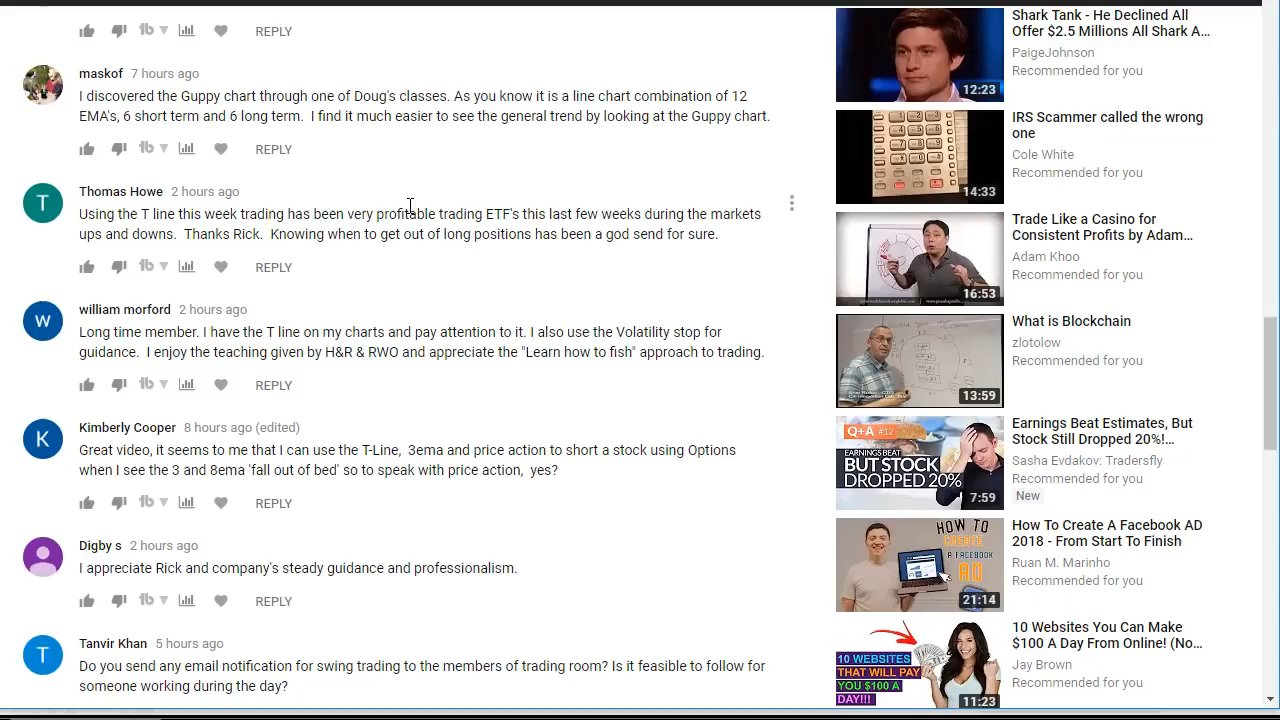 REPLY
maskof 7 hours ago
I discovered the Guppy chart through one of Doug's classes. As you know it is a line chart combination of 12
EMA's, 6 short term and 6 long term. I find it much easier to see the general trend by looking at the Guppy chart.
REPLY
T
Thomas Howe 2 hours ago
Using the T line this week trading has been very profitable trading ETF's this last few weeks during the markets
ups and downs. Thanks Rick. Knowing when to get out of long positions has been a god send for sure.
REPLY
w
william morford 2 hours ago
Long time member. I have the T line on my charts and pay attention to it. I also use the Volatility stop for
guidance. I enjoy the teaching given by H&R & RWO and appreciate the "Learn how to fish" approach to trading.
REPLY
K
Kimberly Cooper 8 hours ago (edited)
Great video, it seems to me that I can use the T-Line, 3ema and price action to short a stock using Options
when I see the 3 and 8ema 'fall out of bed' so to speak with price action, yes?
REPLY
Digby s 2 hours ago
I appreciate Rick and company's steady guidance and professionalism.
REPLY
T
Tanvir Khan 5 hours ago
Do you send any email notification for swing trading to the members of trading room? Is it feasible to follow for
someone working during the day?
12:23
Shark Tank - He Declined All
Offer $2.5 Millions All Shark A...
PaigeJohnson
Recommended for you
14:33
IRS Scammer called the wrong
one
Cole White
Recommended for you
16:53
Trade Like a Casino for
Consistent Profits by Adam...
Adam Khoo
Recommended for you
13:59
What is Blockchain
zlotolow
Recommended for you
Q+A #12
EARNINGS BEAT
BUT STOCK
DROPPED 20%
7:59
Earnings Beat Estimates, But
Stock Still Dropped 20%!...
Sasha Evdakov: Tradersfly
Recommended for you
New
HOW TO
CREATE
A FACEBOOK
AD
21:14
How To Create A Facebook AD
2018 - From Start To Finish
Ruan M. Marinho
Recommended for you
10 WEBSITES
THAT WILL PAY
YOU $100 A
DAY!!!
11:23
10 Websites You Can Make
$100 A Day From Online! (No...
Jay Brown
Recommended for you